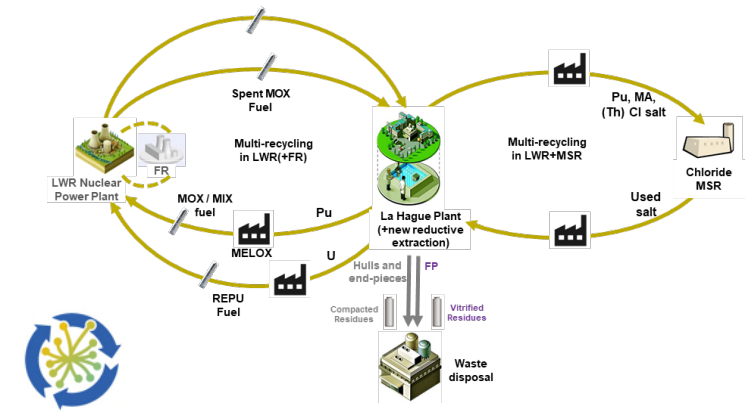 Spent MOX
Fuel
Pu, MA,
(Th) Cl salt
Multi-recycling
in LWR(+FR)
Multi-recycling
in LWR+MSR
FR
LWR Nuclear
Power Plant
Chloride
MSR
MOX / MIX
fuel
Pu
La Hague Plant
(+new reductive
extraction)
Used
salt
MELOX
U
Hulls and
end-pieces
FP
REPU
Fuel
Compacted
Residues
Vitrified
Residues
Waste
disposal